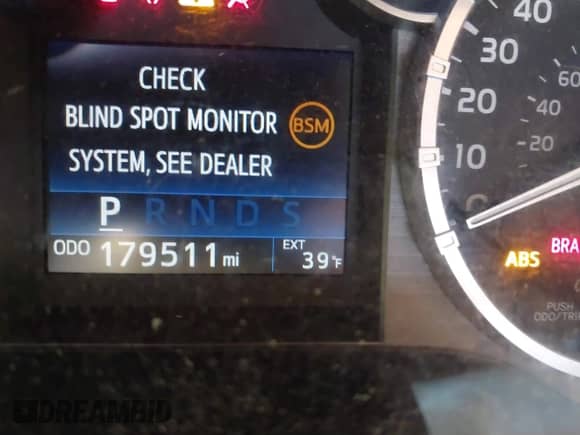 CHECK
BLIND SPOT MONITOR BSM
SYSTEM, SEE DEALER
P R N D S
ODO 179511 mi
EXT 39°F
40
30
20
10
60
40
20
ABS
BRA
PUSH
ODO/TRI
DREAMBID